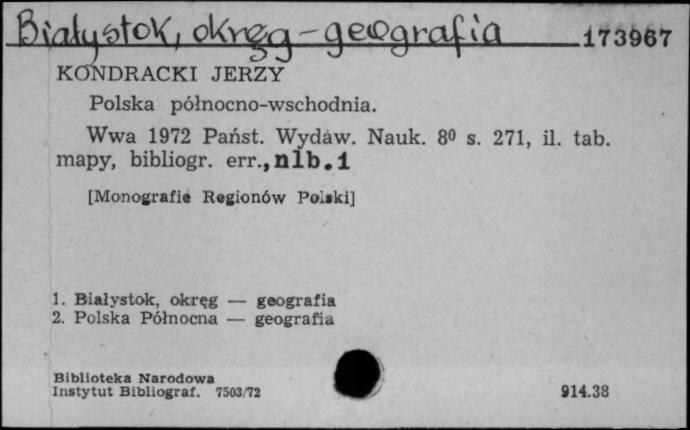 Białystok, okręg - geografia 173967
KONDRACKI JERZY
Polska północno-wschodnia.
Wwa 1972 Państ. Wydaw. Nauk. 8⁰ s. 271, il. tab.
mapy, bibliogr. err., nlb. 1
[Monografie Regionów Polski]
1. Białystok, okręg — geografia
2. Polska Północna — geografia
Biblioteka Narodowa
Instytut Bibliograf. 7503/72
914.38